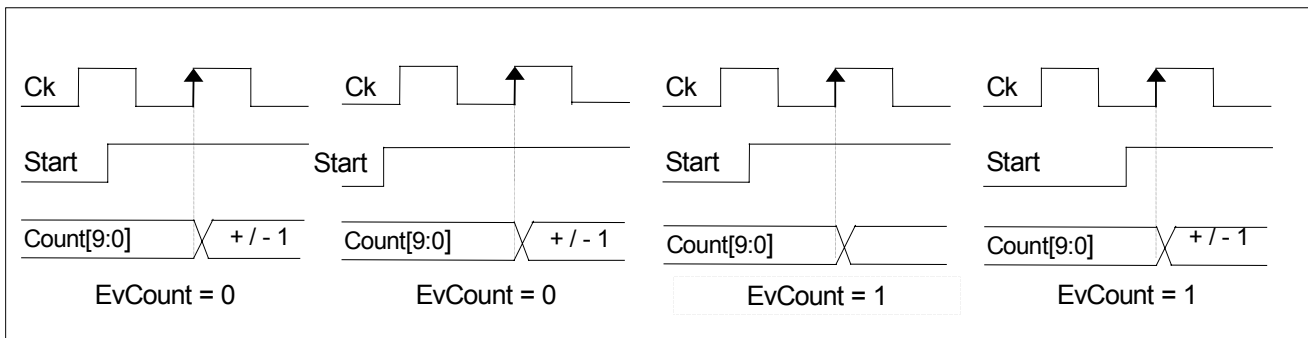 Ck
Start
Count[9:0]
+ / - 1
EvCount = 0
Ck
Start
Count[9:0]
+ / - 1
EvCount = 0
Ck
Start
Count[9:0]
EvCount = 1
Ck
Start
Count[9:0]
+ / - 1
EvCount = 1